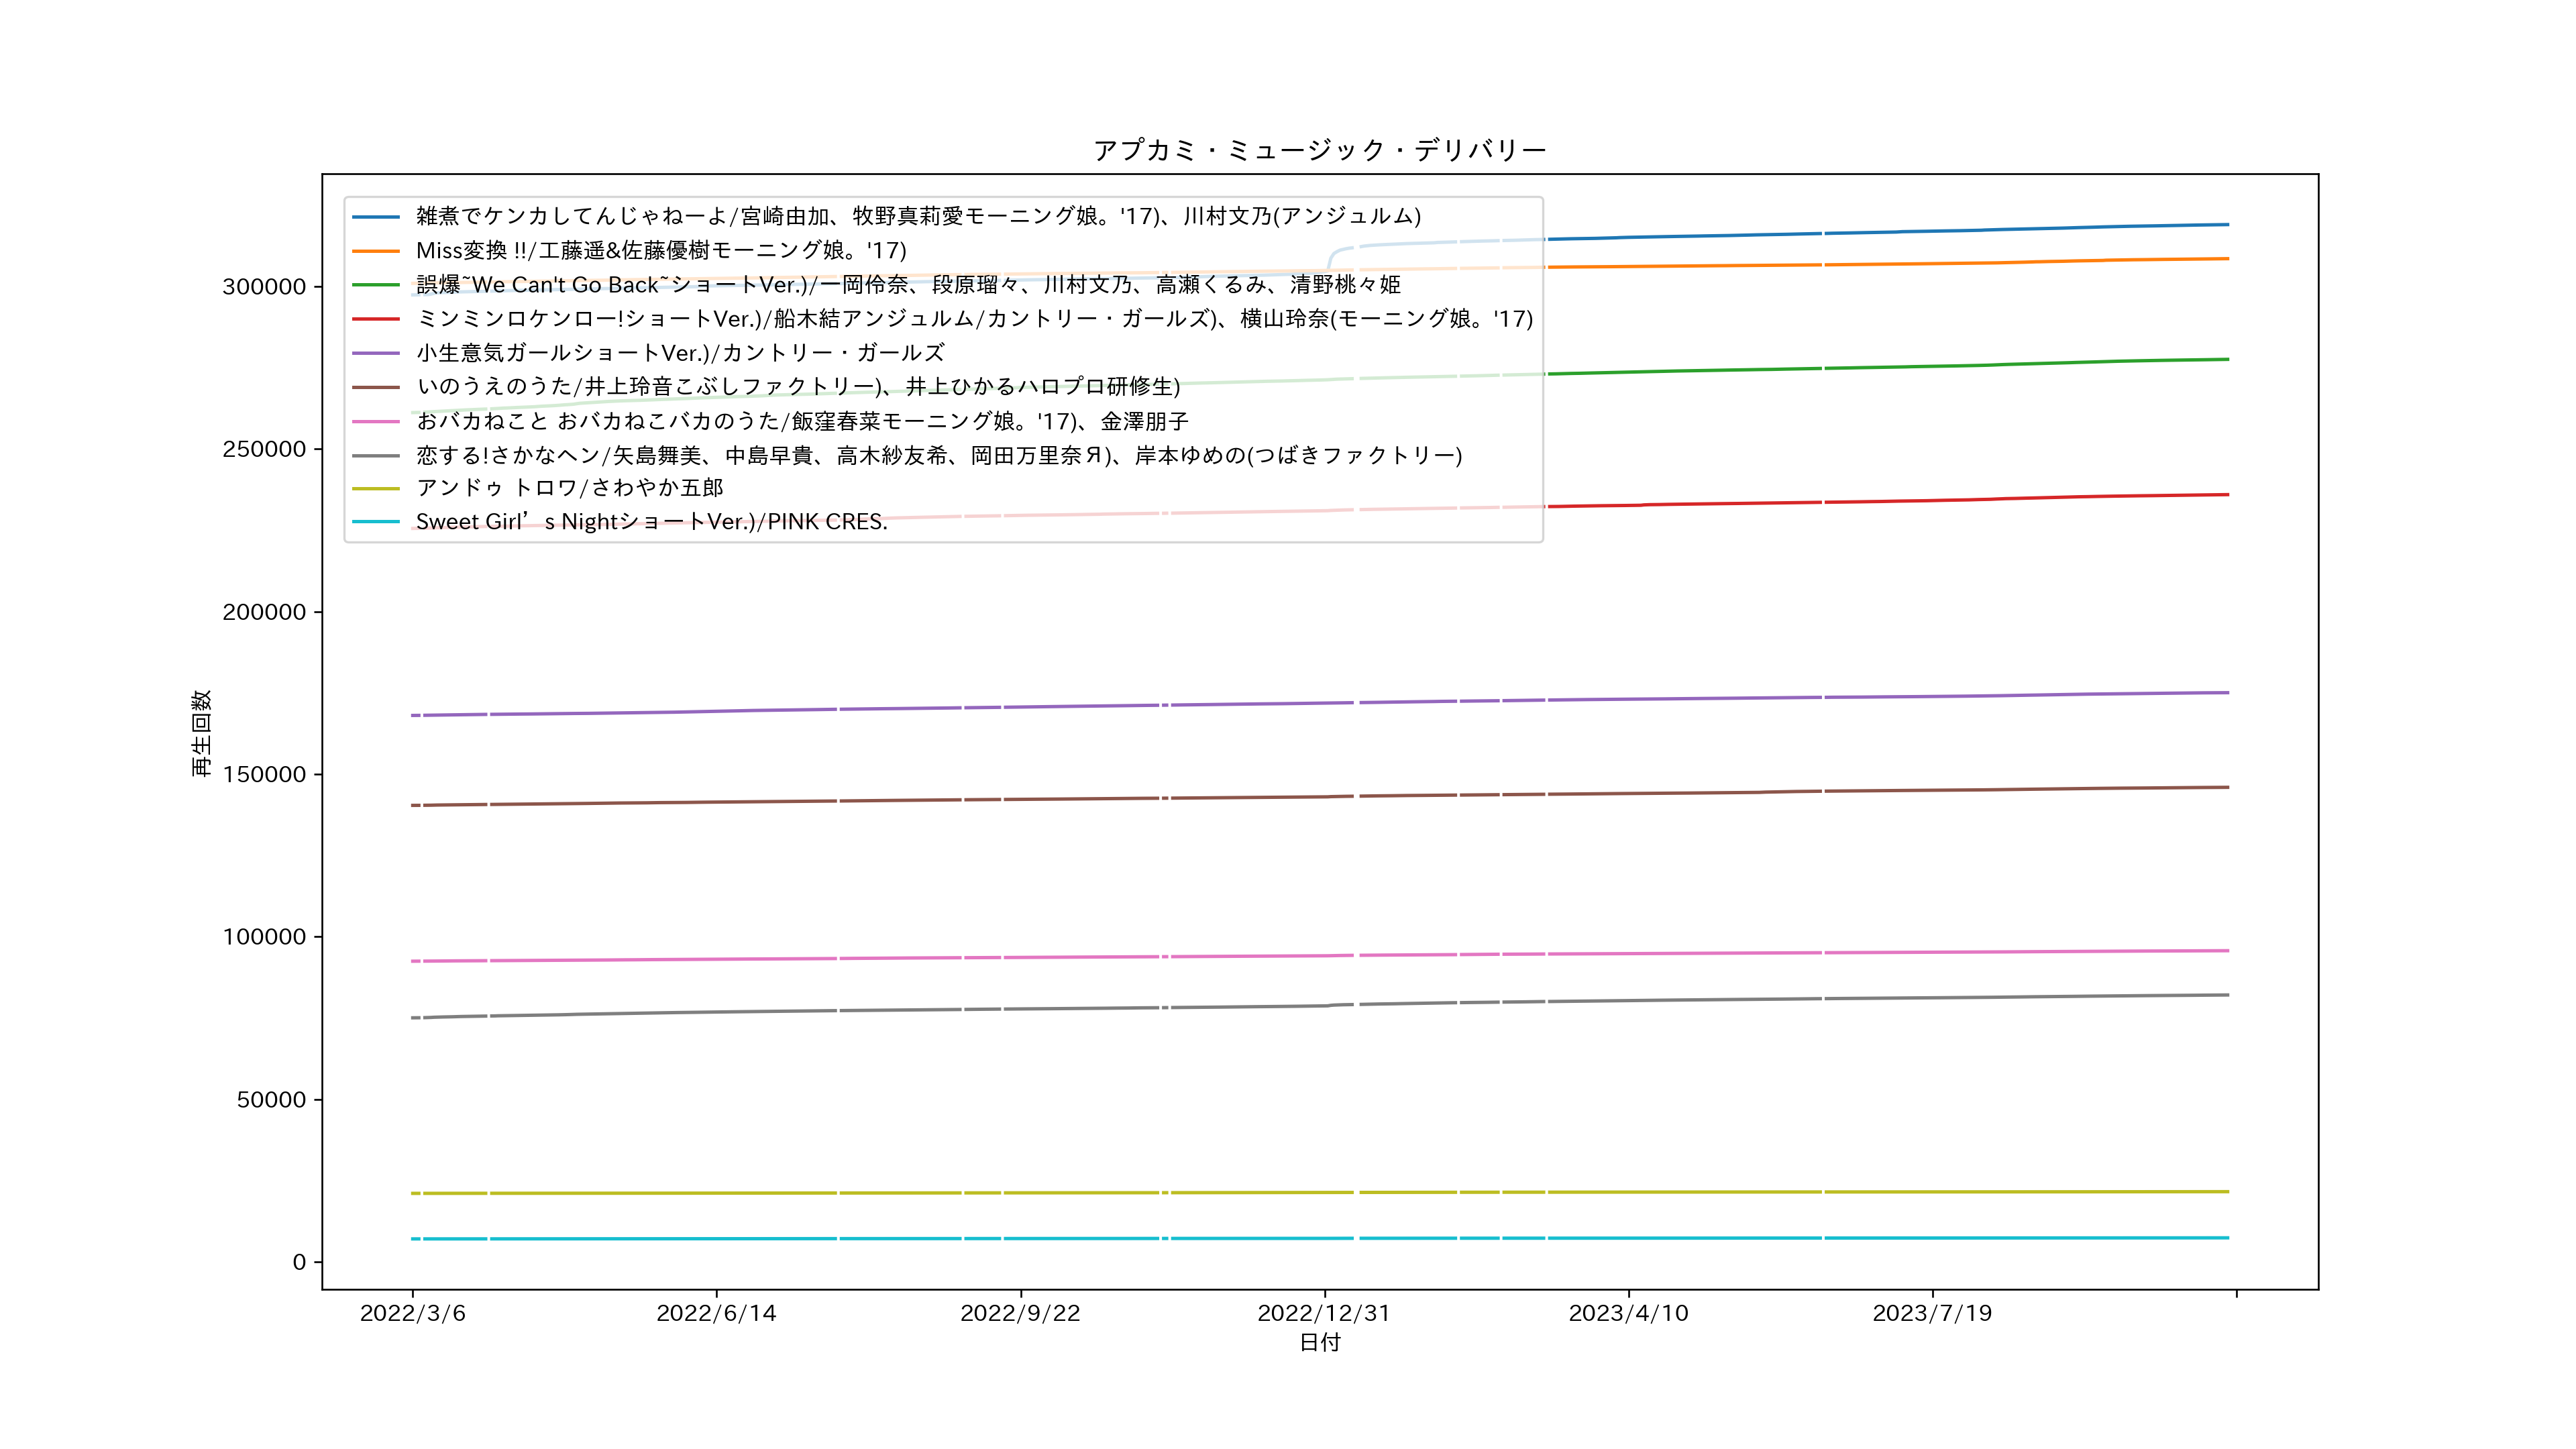 アプカミ・ミュージック・デリバリー
雑煮でケンカしてんじゃねーよ/宮崎由加、牧野真莉愛モーニング娘。'17)、川村文乃(アンジュルム)
Miss変換 !!/工藤遥&佐藤優樹モーニング娘。'17)
誤爆~We Can't Go Back~ショートVer.)/一岡伶奈、段原瑠々、川村文乃、高瀬くるみ、清野桃々姫
ミンミンロケンロー!ショートVer.)/船木結アンジュルム/カントリー・ガールズ)、横山玲奈(モーニング娘。'17)
小生意気ガールショートVer.)/カントリー・ガールズ
いのうえのうた/井上玲音こぶしファクトリー)、井上ひかるハロプロ研修生)
おバカねこと おバカねこバカのうた/飯窪春菜モーニング娘。'17)、金澤朋子
恋する!さかなヘン/矢島舞美、中島早貴、高木紗友希、岡田万里奈Я)、岸本ゆめの(つばきファクトリー)
アンドゥ トロワ/さわやか五郎
Sweet Girl’s NightショートVer.)/PINK CRES.
300000
250000
200000
150000
100000
50000
0
再生回数
2022/3/6
2022/6/14
2022/9/22
2022/12/31
2023/4/10
2023/7/19
日付